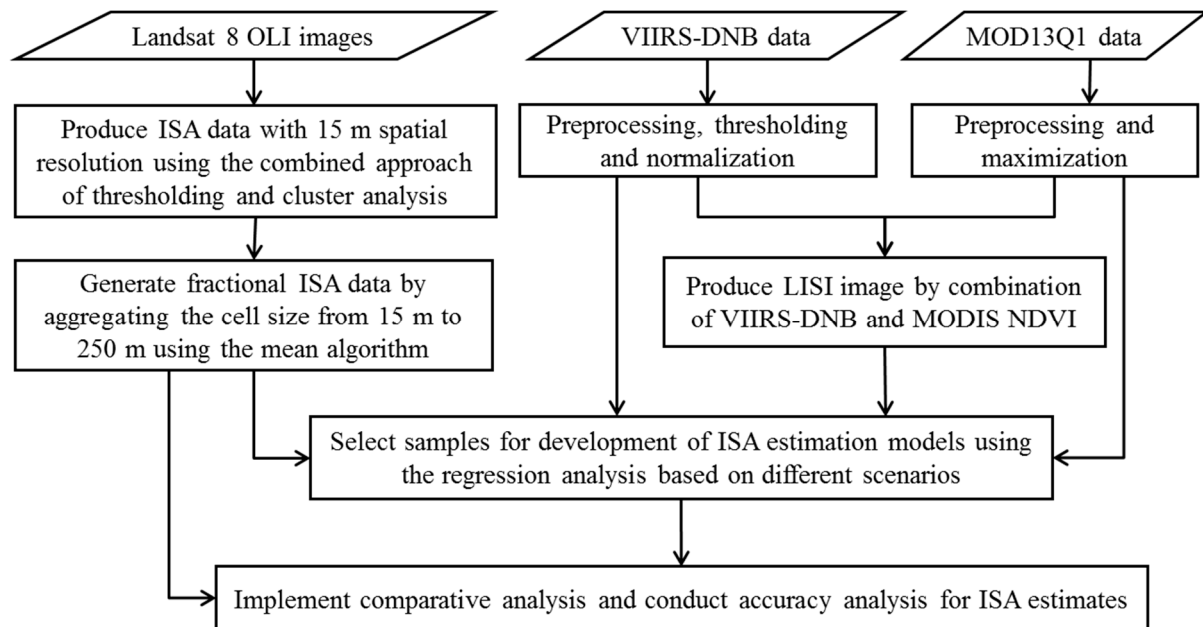 Landsat 8 OLI images
VIIRS-DNB data
MOD13Q1 data
Produce ISA data with 15 m spatial
resolution using the combined approach
of thresholding and cluster analysis
Preprocessing, thresholding
and normalization
Preprocessing and
maximization
Generate fractional ISA data by
aggregating the cell size from 15 m to
250 m using the mean algorithm
Produce LISI image by combination
of VIIRS-DNB and MODIS NDVI
Select samples for development of ISA estimation models using
the regression analysis based on different scenarios
Implement comparative analysis and conduct accuracy analysis for ISA estimates